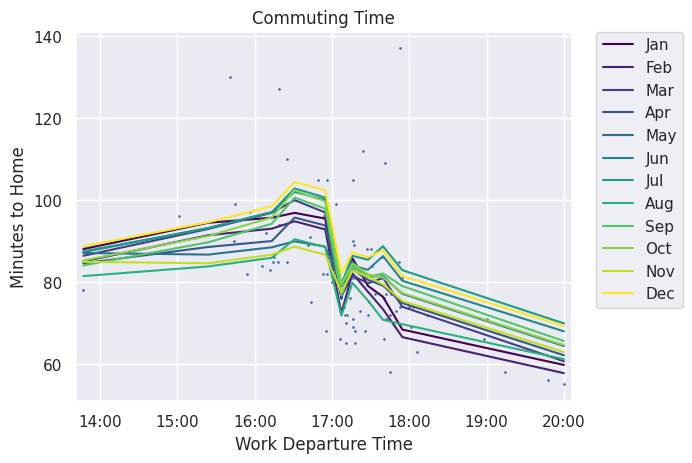 Commuting Time
Minutes to Home
140
120
100
80
60
14:00 15:00 16:00 17:00 18:00 19:00 20:00
Work Departure Time
Jan
Feb
Mar
Apr
May
Jun
Jul
Aug
Sep
Oct
Nov
Dec